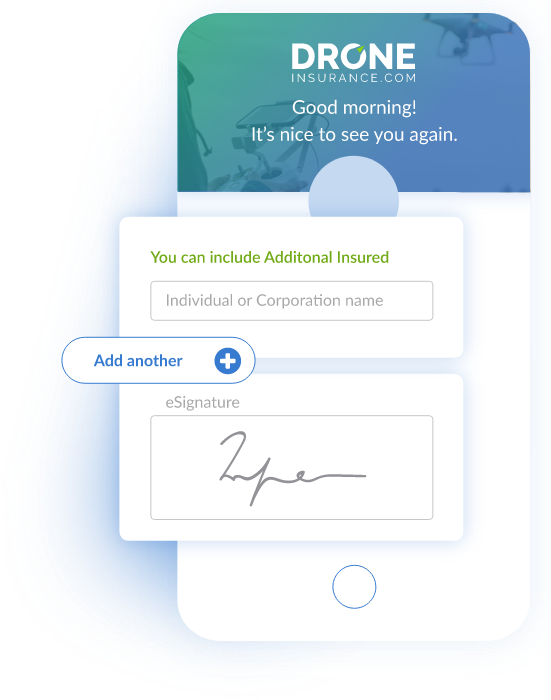 DRONE
INSURANCE.COM
Good morning!
It's nice to see you again.
You can include Additonal Insured
Individual or Corporation name
Add another
eSignature